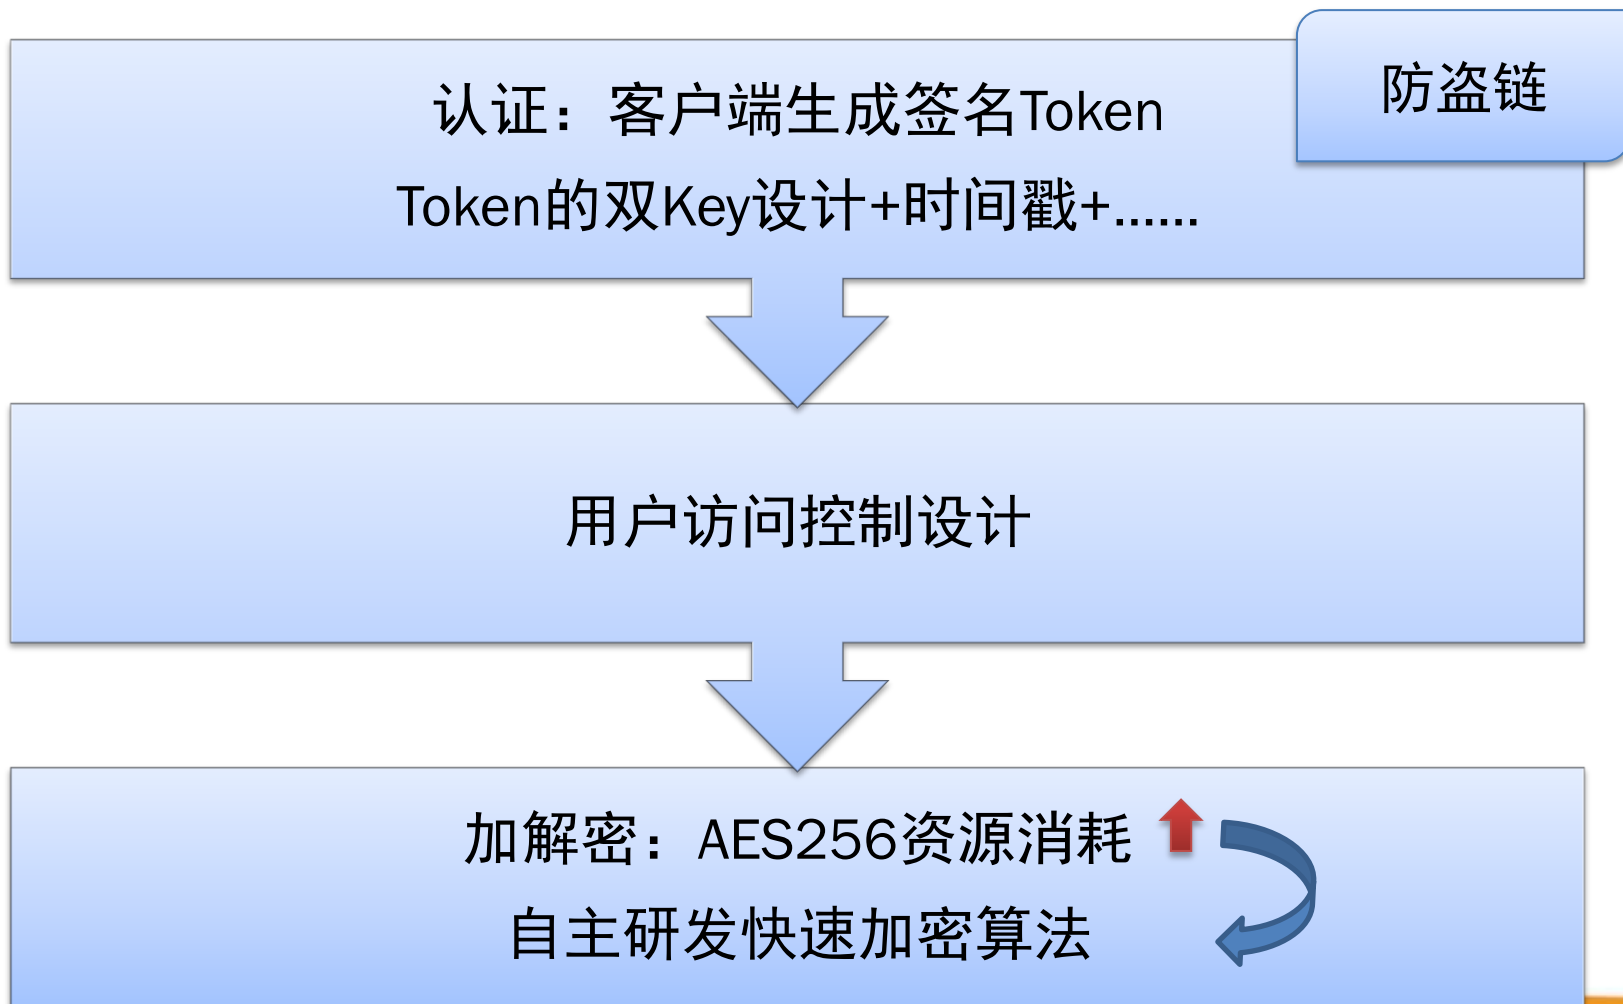 防盗链
认证：客户端生成签名Token
Token的双Key设计+时间戳+......
用户访问控制设计
加解密：AES256资源消耗
自主研发快速加密算法